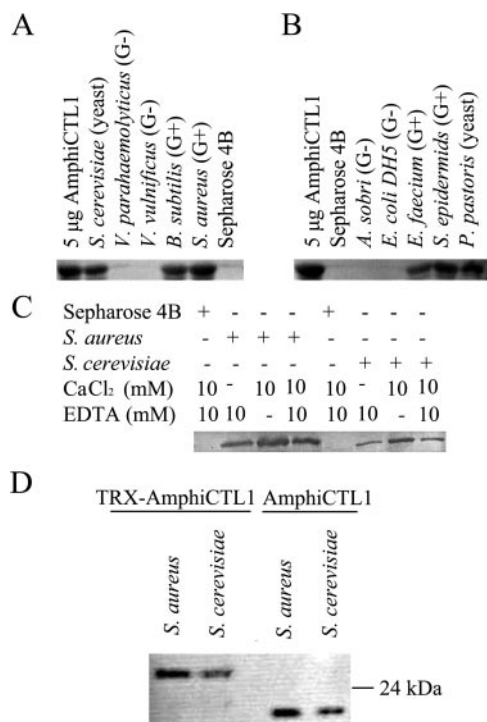 A
5 µg AmphiCTL1
S. cerevisiae (yeast)
V. parahaemolyticus (G-)
V. vulnificus (G-)
B. subtilis (G+)
S. aureus (G+)
Sepharose 4B
B
5 µg AmphiCTL1
Sepharose 4B
A. sobri (G-)
E. coli DH5 (G-)
E. faecium (G+)
S. epidermids (G+)
P. pastoris (yeast)
C
Sepharose 4B + - - - + - - -
S. aureus - + + + - - - -
S. cerevisiae - - - - - + + +
CaCl₂ (mM) 10 - 10 10 10 - 10 10
EDTA (mM) 10 10 - 10 10 10 - 10
D
TRX-AmphiCTL1 AmphiCTL1
S. aureus
S. cerevisiae
S. aureus
S. cerevisiae
24 kDa